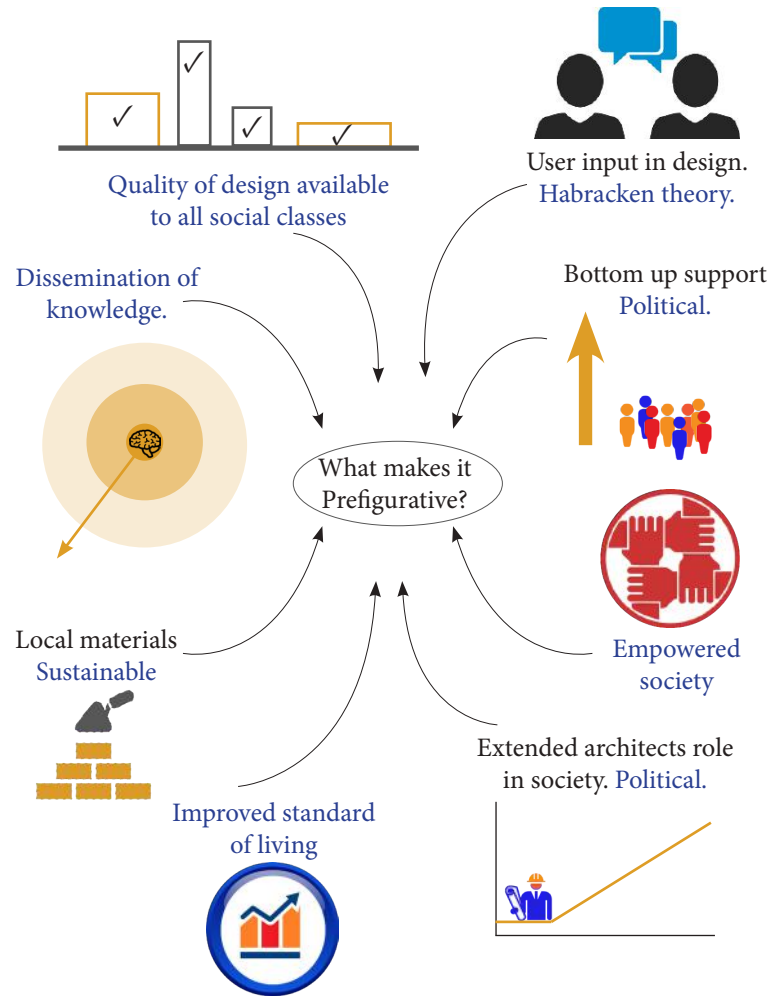 Quality of design available
to all social classes
User input in design.
Habracken theory.
Dissemination of
knowledge.
Bottom up support
Political.
What makes it
Prefigurative?
Local materials
Sustainable
Empowered
society
Extended architects role
in society. Political.
Improved standard
of living